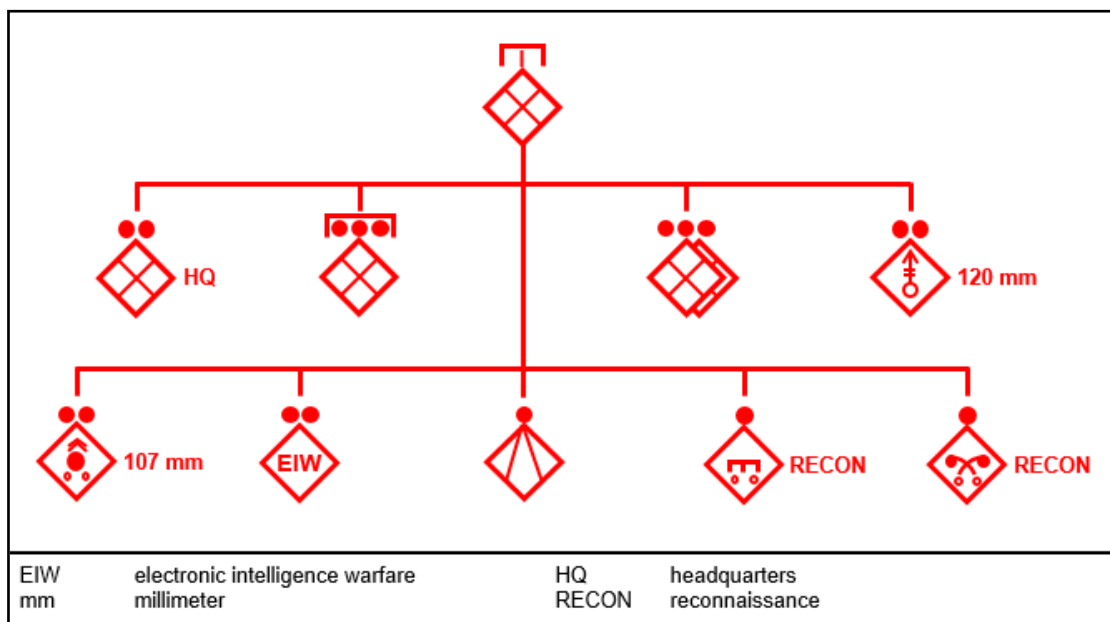 HQ
120 mm
107 mm
EIW
RECON
RECON
EIW electronic intelligence warfare HQ headquarters
mm millimeter RECON reconnaissance